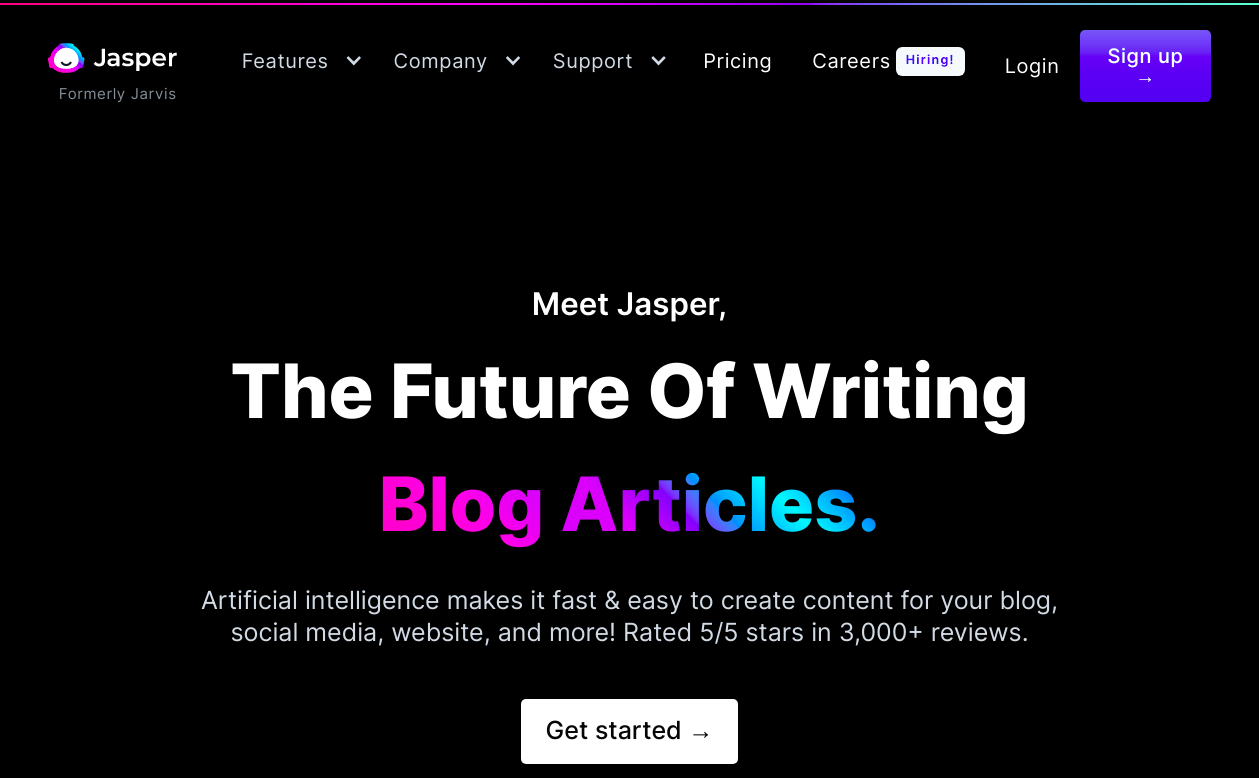 Jasper
Formerly Jarvis
Features
Company
Support
Pricing
Careers
Hiring!
Login
Sign up
→
Meet Jasper,
The Future Of Writing
Blog Articles.
Artificial intelligence makes it fast & easy to create content for your blog,
social media, website, and more! Rated 5/5 stars in 3,000+ reviews.
Get started →